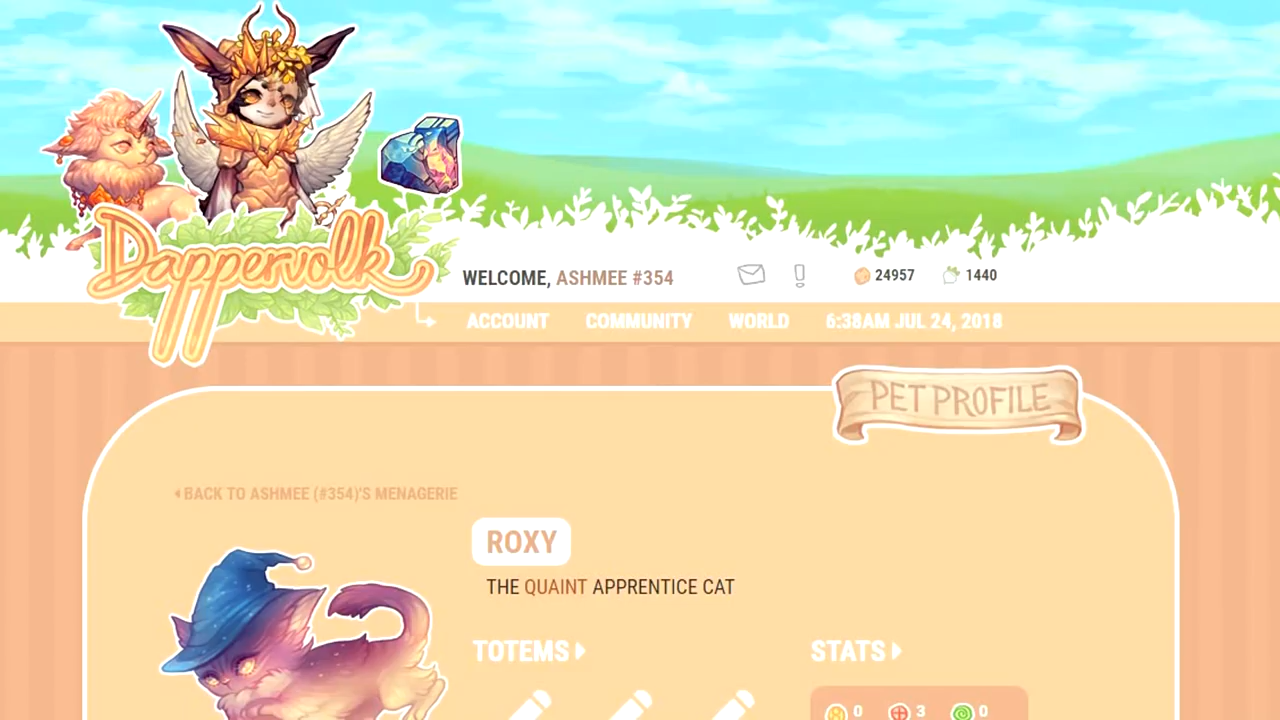 Dappervolk
WELCOME, ASHMEE #354
24957
1440
ACCOUNT
COMMUNITY
WORLD
6:38AM JUL 24, 2018
PET PROFILE
BACK TO ASHMEE (#354)'S MENAGERIE
ROXY
THE QUAINT APPRENTICE CAT
TOTEMS
STATS
0
3
0